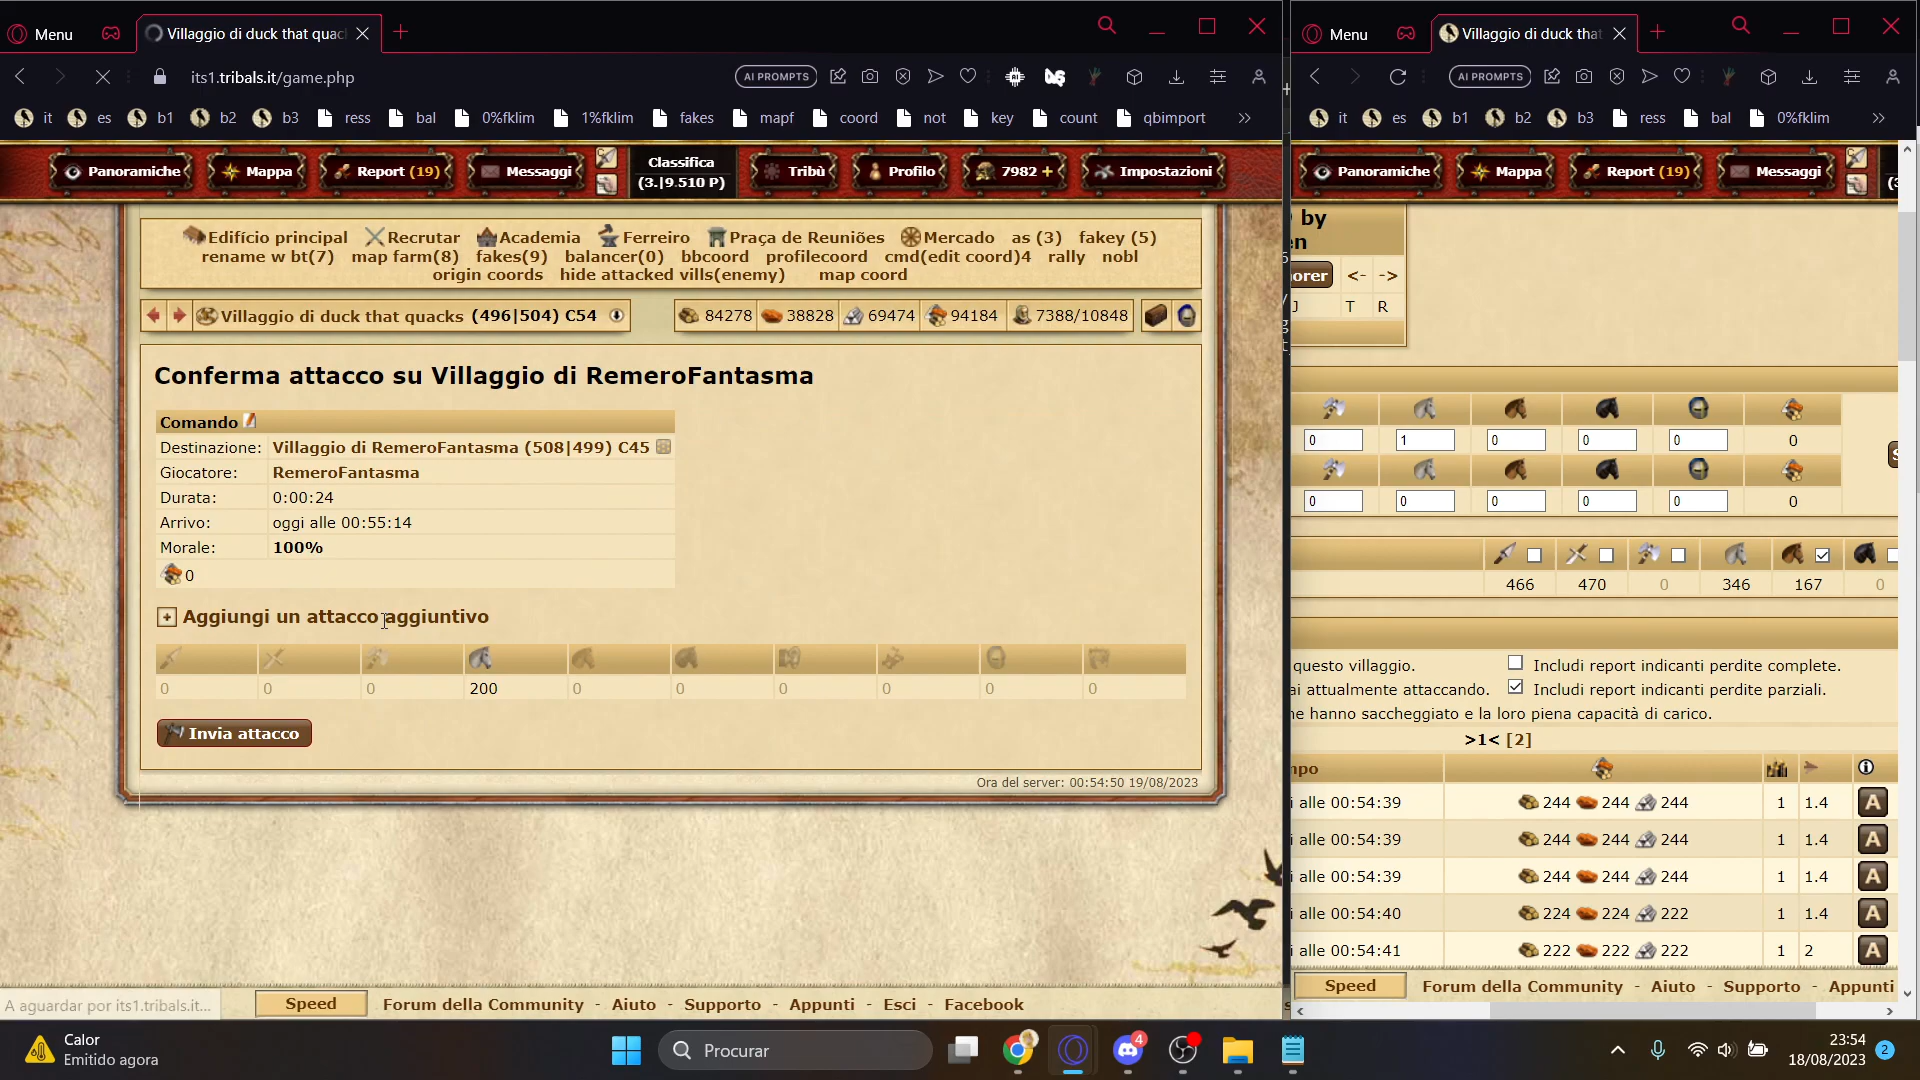 Menu
Villaggio di duck that quac
its1.tribals.it/game.php
AI PROMPTS
it es b1 b2 b3 ress bal 0%fklim 1%fklim fakes mapf coord not key count qbimport
Panoramiche Mappa Report (19) Messaggi Classifica Tribù Profilo 7982 + Impostazioni
(3.|9.510 P)
Edifício principal Recrutar Academia Ferreiro Praça de Reuniões Mercado as (3) fakey (5)
rename w bt(7) map farm(8) fakes(9) balancer(0) bbcoord profilecoord cmd(edit coord)4 rally nobl
origin coords hide attacked vills(enemy) map coord
Villaggio di duck that quacks (496|504) C54 84278 38828 69474 94184 7388/10848
Conferma attacco su Villaggio di RemeroFantasma
Comando
Destinazione: Villaggio di RemeroFantasma (508|499) C45
Giocatore: RemeroFantasma
Durata: 0:00:24
Arrivo: oggi alle 00:55:14
Morale: 100%
0
+ Aggiungi un attacco aggiuntivo
0 0 0 200 0 0 0 0 0 0
Invia attacco
Ora del server: 00:54:50 19/08/2023
A aguardar por its1.tribals.it...
Speed Forum della Community - Aiuto - Supporto - Appunti - Esci - Facebook
Menu
Villaggio di duck that
AI PROMPTS
it es b1 b2 b3 ress bal 0%fklim
Panoramiche Mappa Report (19) Messaggi
(3
by
en
orer <- ->
J T R
0 1 0 0 0 0
0 0 0 0 0 0
466 470 0 346 167 0
questo villaggio. Includi report indicanti perdite complete.
ai attualmente attaccando. Includi report indicanti perdite parziali.
ne hanno saccheggiato e la loro piena capacità di carico.
>1< [2]
mpo
i alle 00:54:39 244 244 244 1 1.4 A
i alle 00:54:39 244 244 244 1 1.4 A
i alle 00:54:39 244 244 244 1 1.4 A
i alle 00:54:40 224 224 222 1 1.4 A
i alle 00:54:41 222 222 222 1 2 A
Speed Forum della Community - Aiuto - Supporto - Appunti
Calor
Emitido agora
Procurar
4
23:54
18/08/2023
2